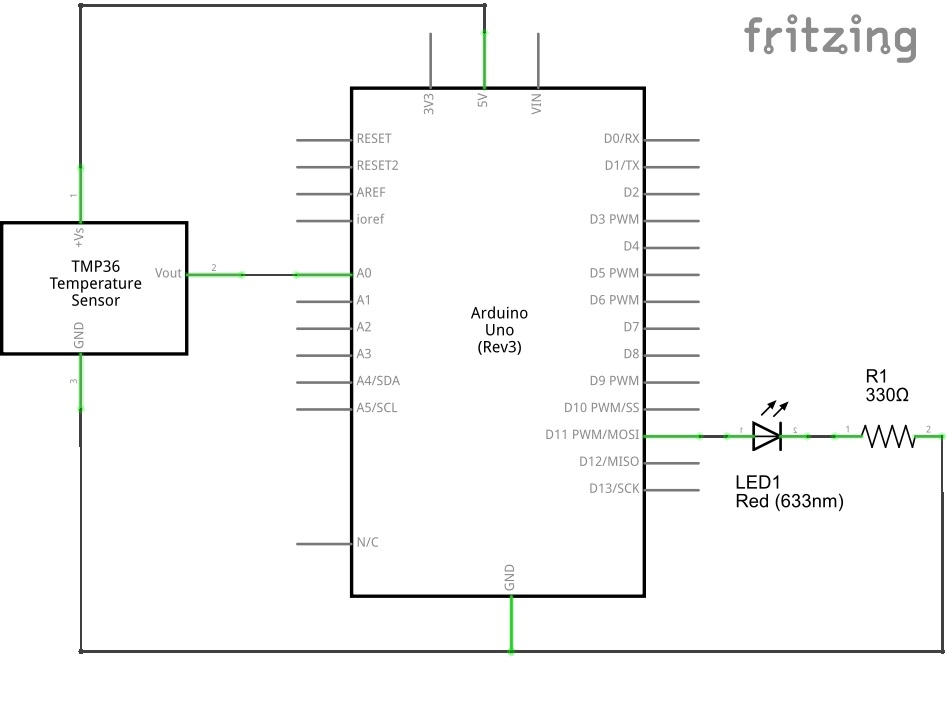 fritzing
3V3
5V
VIN
RESET
RESET2
AREF
ioref
A0
A1
A2
A3
A4/SDA
A5/SCL
N/C
D0/RX
D1/TX
D2
D3 PWM
D4
D5 PWM
D6 PWM
D7
D8
D9 PWM
D10 PWM/SS
D11 PWM/MOSI
D12/MISO
D13/SCK
GND
Arduino
Uno
(Rev3)
1
+Vs
TMP36
Temperature
Sensor
Vout
2
GND
3
1
2
LED1
Red (633nm)
R1
330Ω
1
2